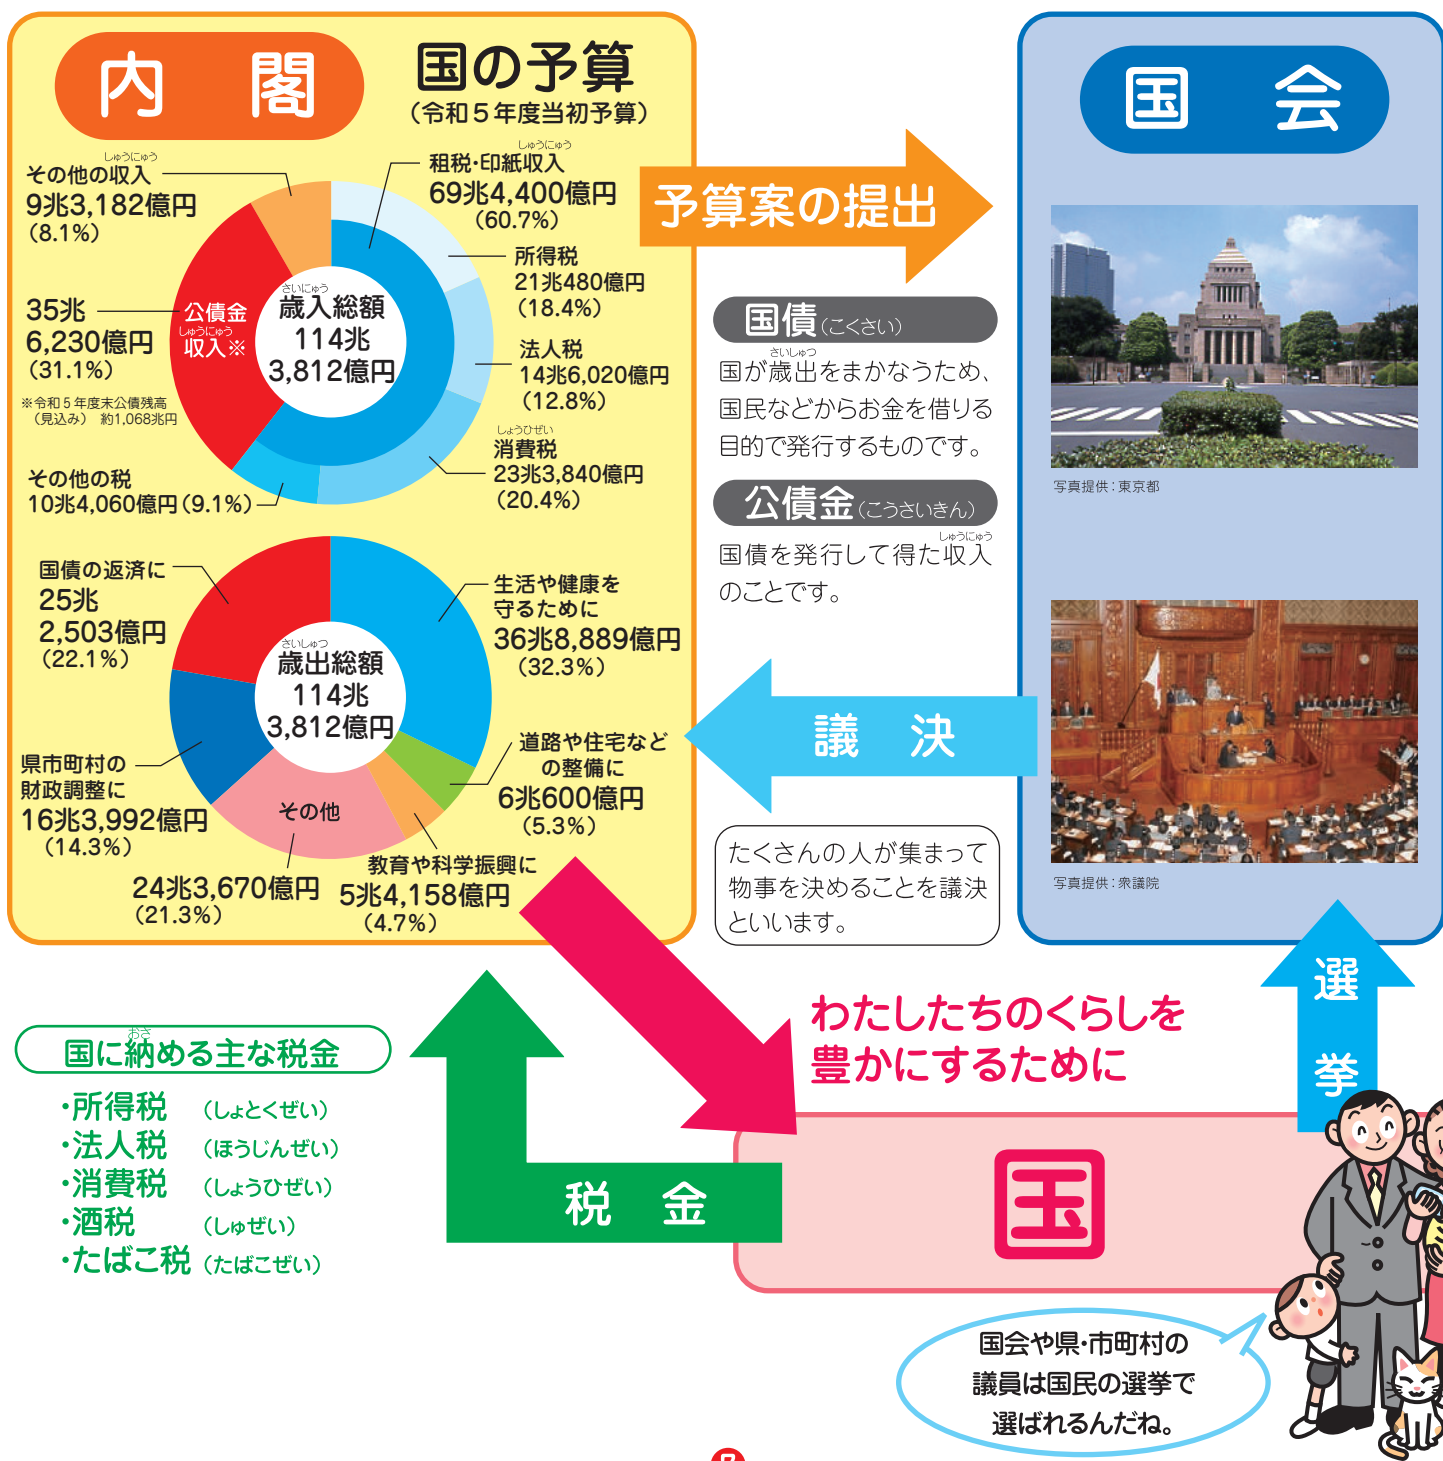 内閣
国の予算
（令和５年度当初予算）
しゅうにゅう
その他の収入
9兆3,182億円
（8.1%）
しゅうにゅう
租税・印紙収入
69兆4,400億円
（60.7%）
所得税
21兆480億円
（18.4%）
法人税
14兆6,020億円
（12.8%）
しょうひぜい
消費税
23兆3,840億円
（20.4%）
その他の税
10兆4,060億円（9.1%）
35兆
6,230億円
（31.1%）
※令和５年度末公債残高
（見込み）　約1,068兆円
公債金
しゅうにゅう
収入※
さいにゅう
歳入総額
114兆
3,812億円
国債の返済に
25兆
2,503億円
（22.1%）
生活や健康を
守るために
36兆8,889億円
（32.3%）
さいしゅつ
歳出総額
114兆
3,812億円
県市町村の
財政調整に
16兆3,992億円
（14.3%）
その他
24兆3,670億円
（21.3%）
道路や住宅など
の整備に
6兆600億円
（5.3%）
教育や科学振興に
5兆4,158億円
（4.7%）
予算案の提出
国債（こくさい）
さいしゅつ
国が歳出をまかなうため、
国民などからお金を借りる
目的で発行するものです。
公債金（こうさいきん）
しゅうにゅう
国債を発行して得た収入
のことです。
議決
たくさんの人が集まって
物事を決めることを議決
といいます。
国会
写真提供：東京都
写真提供：衆議院
選挙
わたしたちのくらしを
豊かにするために
おさ
国に納める主な税金
・所得税　（しょとくぜい）
・法人税　（ほうじんぜい）
・消費税　（しょうひぜい）
・酒税　（しゅぜい）
・たばこ税　（たばこぜい）
税金
国
国会や県・市町村の
議員は国民の選挙で
選ばれるんだね。